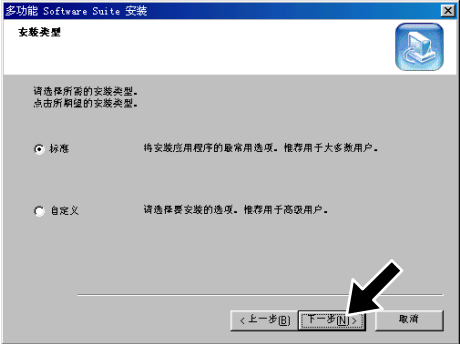 多功能 Software Suite 安装
安装类型
请选择所需的安装类型。
点击所期望的安装类型。
标准
将安装应用程序的最常用选项。推荐用于大多数用户。
自定义
请选择要安装的选项。推荐用于高级用户。
<上一步(B)
下一步(N)>
取消